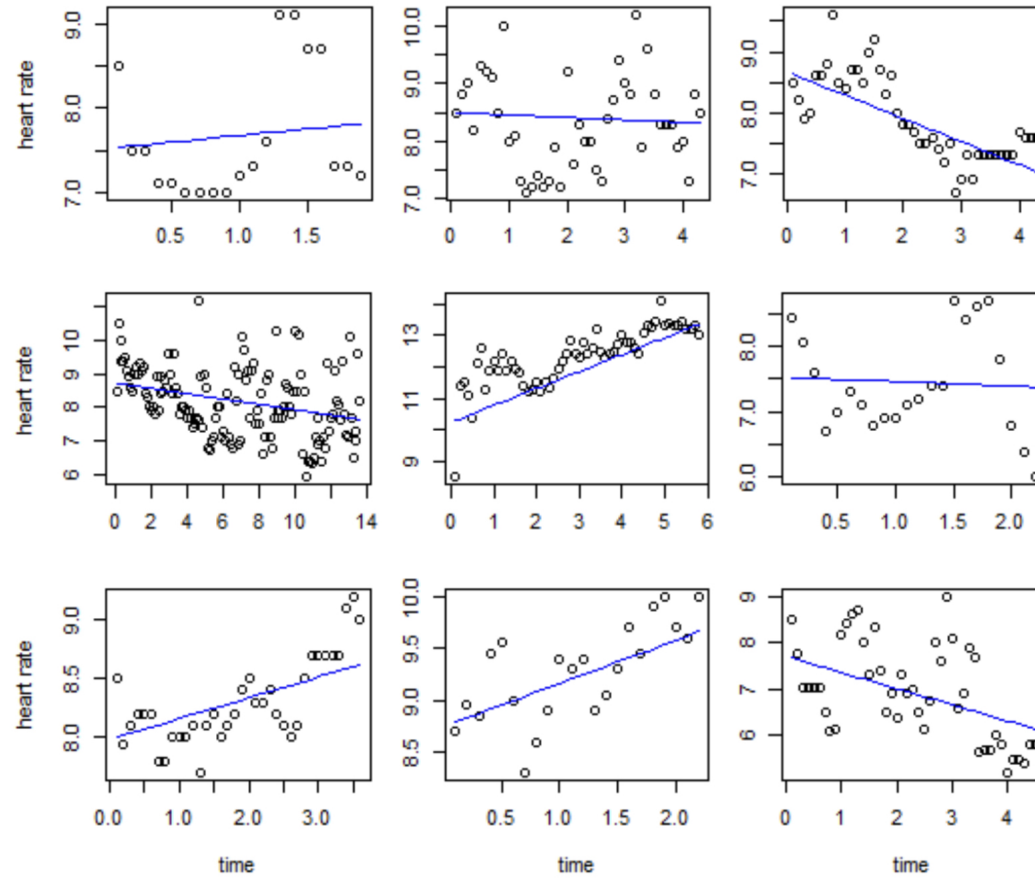 heart rate
7.0 8.0 9.0
0.5 1.0 1.5
7.0 8.0 9.0 10.0
0 1 2 3 4
7.0 8.0 9.0
0 1 2 3 4
heart rate
6 7 8 9 10
0 2 4 6 8 10 14
9 11 13
0 1 2 3 4 5 6
6.0 7.0 8.0
0.5 1.0 1.5 2.0
heart rate
8.0 8.5 9.0
0.0 1.0 2.0 3.0
time
8.5 9.0 9.5 10.0
0.5 1.0 1.5 2.0
time
6 7 8 9
0 1 2 3 4
time